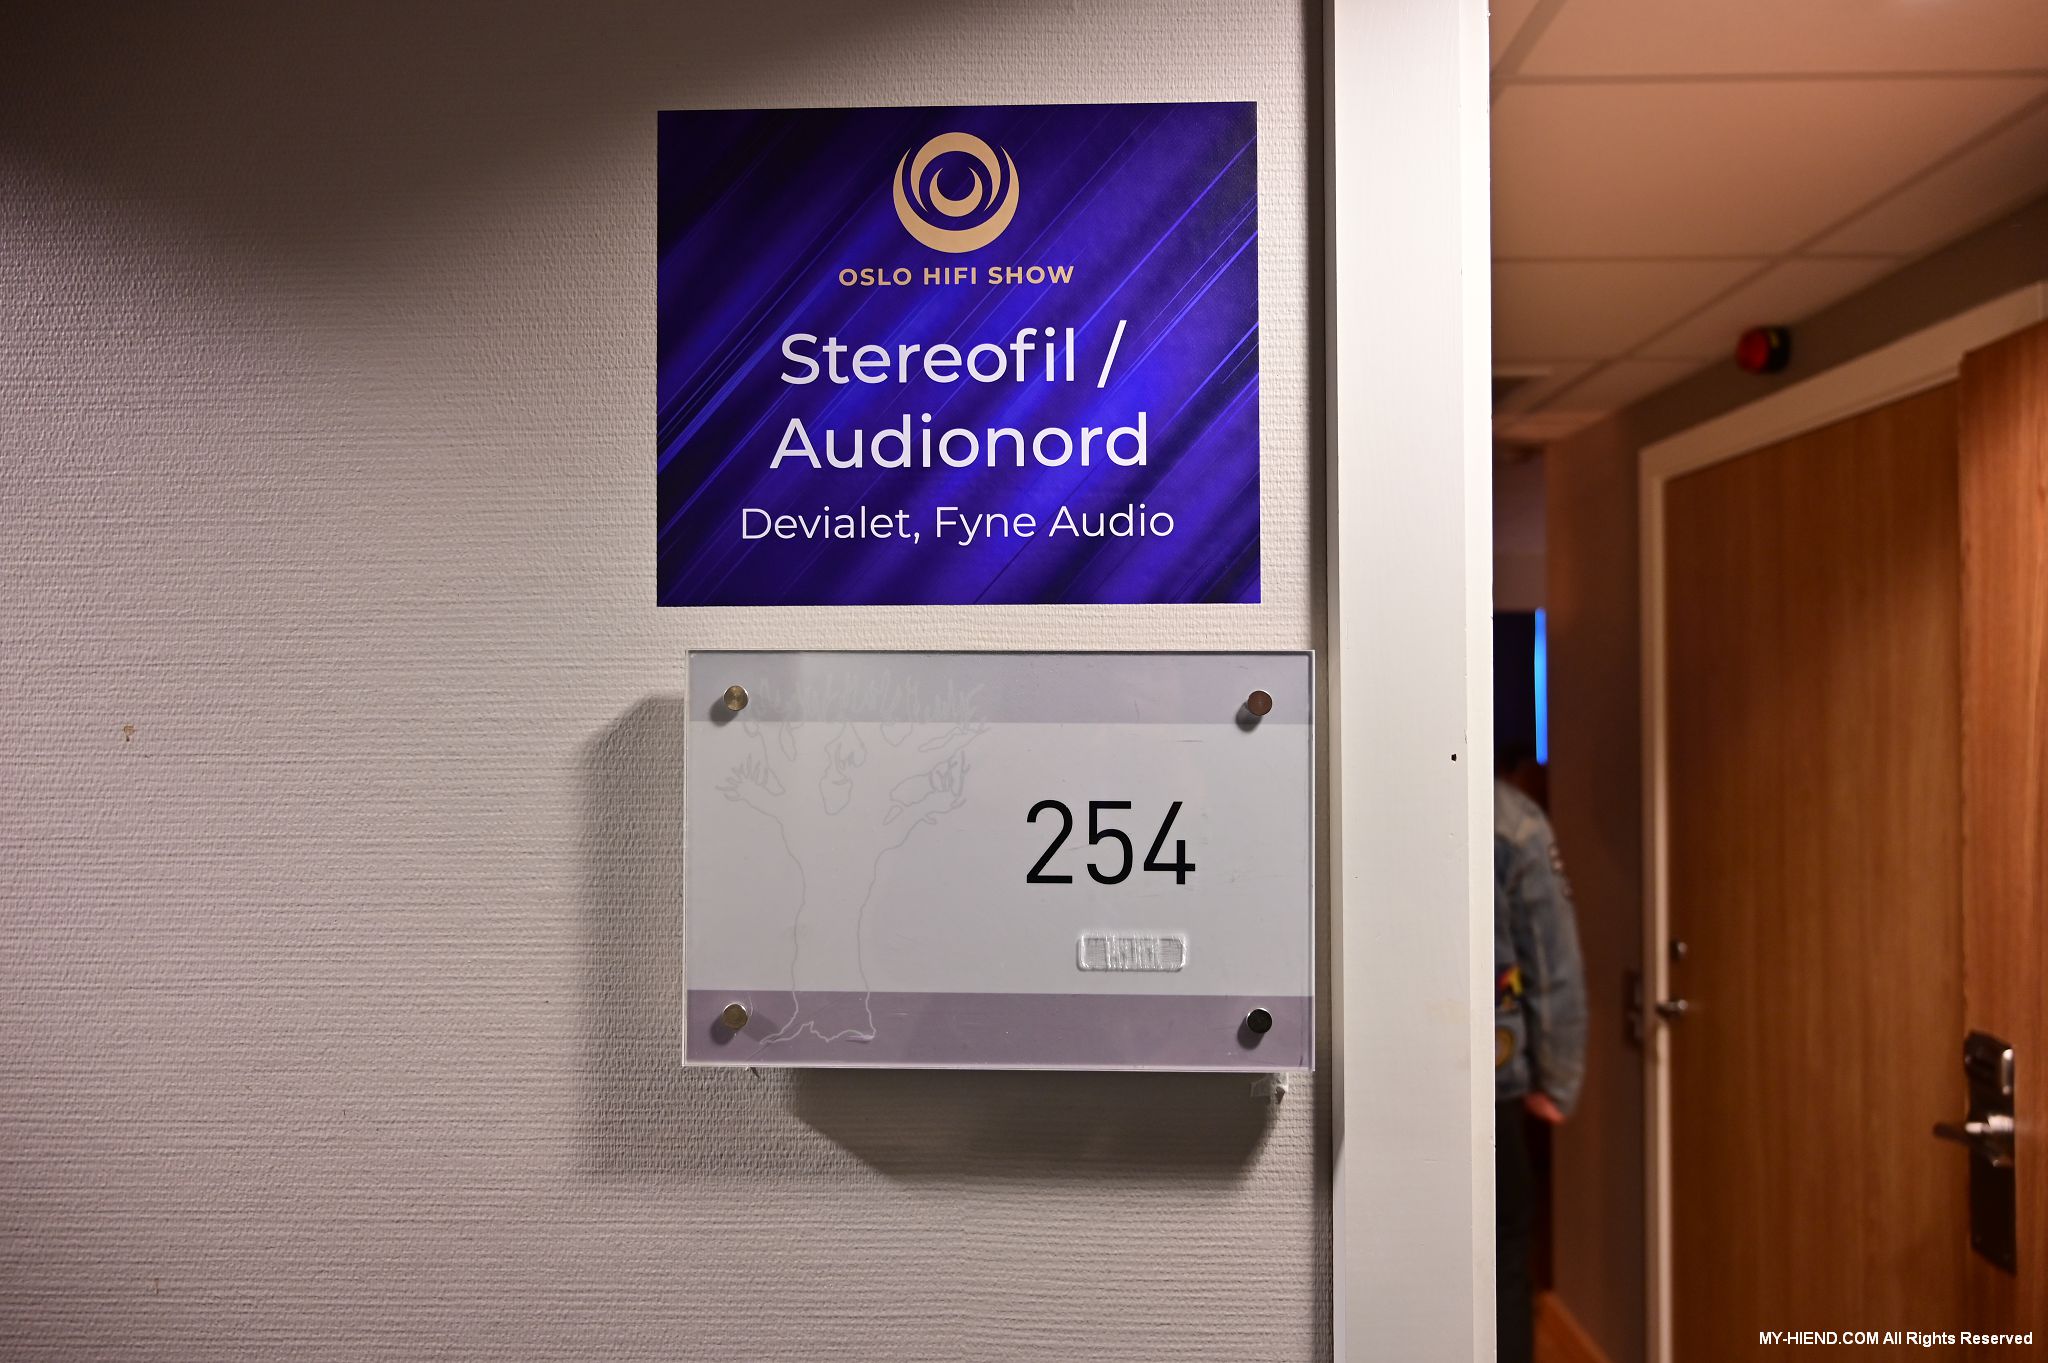 OSLO HIFI SHOW
Stereofil /
Audionord
Devialet, Fyne Audio
254
MY-HIEND.COM All Rights Reserved